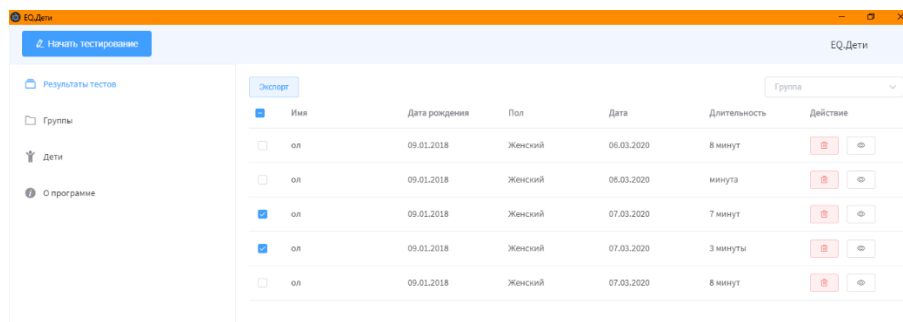 EQ.Дети
Начать тестирование
EQ.Дети
Результаты тестов
Группы
Дети
О программе
Экспорт
Группа
Имя Дата рождения Пол Дата Длительность Действие
ол 09.01.2018 Женский 06.03.2020 8 минут
ол 09.01.2018 Женский 06.03.2020 минута
ол 09.01.2018 Женский 07.03.2020 7 минут
ол 09.01.2018 Женский 07.03.2020 3 минуты
ол 09.01.2018 Женский 07.03.2020 8 минут